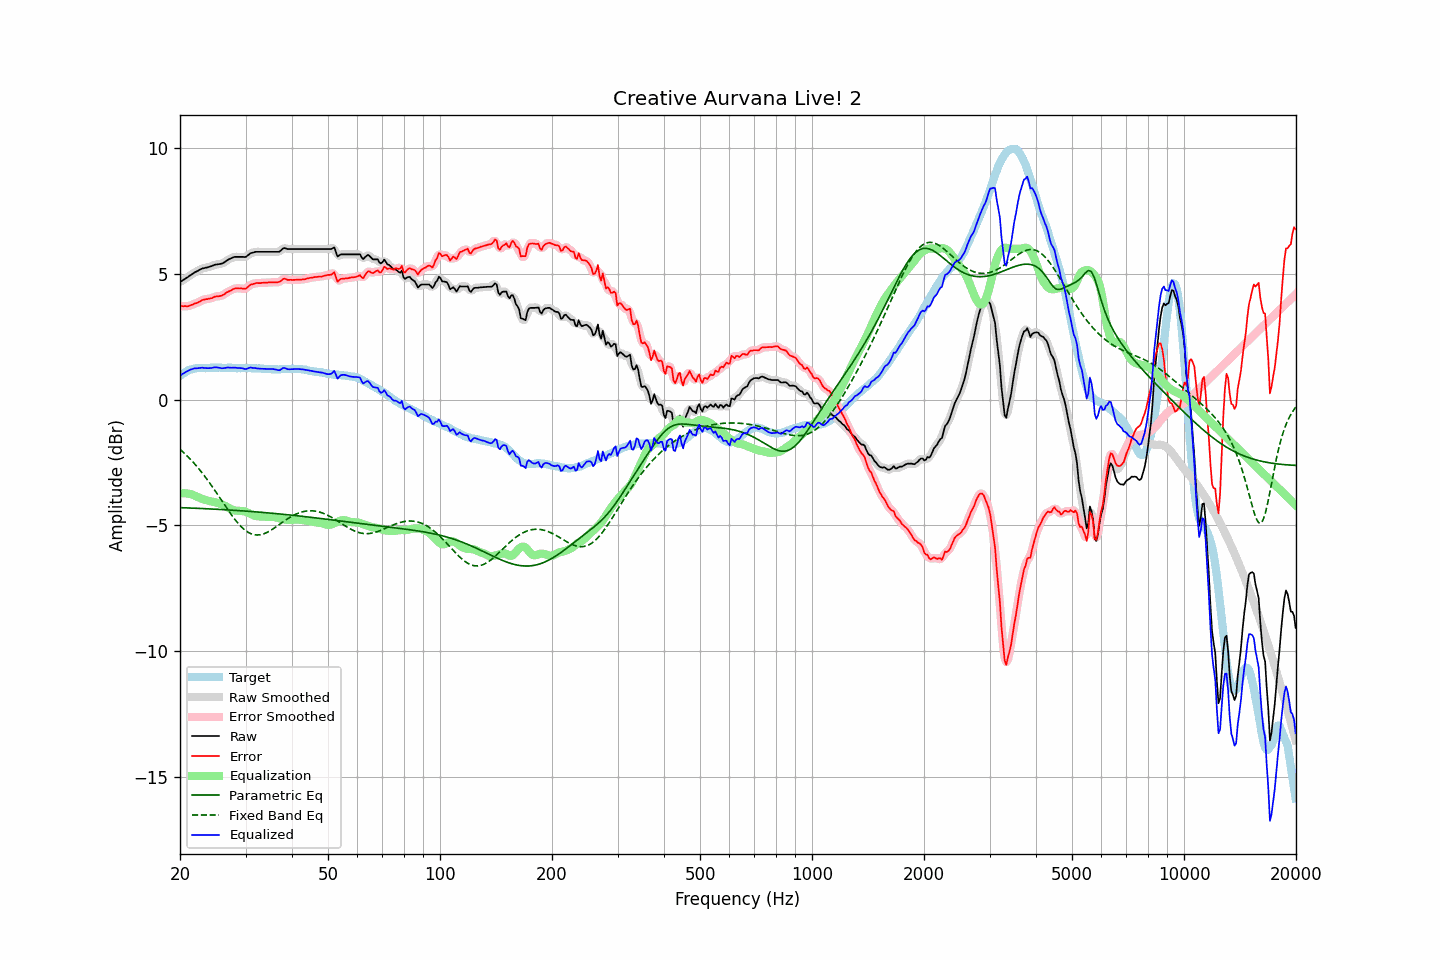 Creative Aurvana Live! 2
Amplitude (dBr)
10
5
0
−5
−10
−15
Target
Raw Smoothed
Error Smoothed
Raw
Error
Equalization
Parametric Eq
Fixed Band Eq
Equalized
20 50 100 200 500 1000 2000 5000 10000 20000
Frequency (Hz)